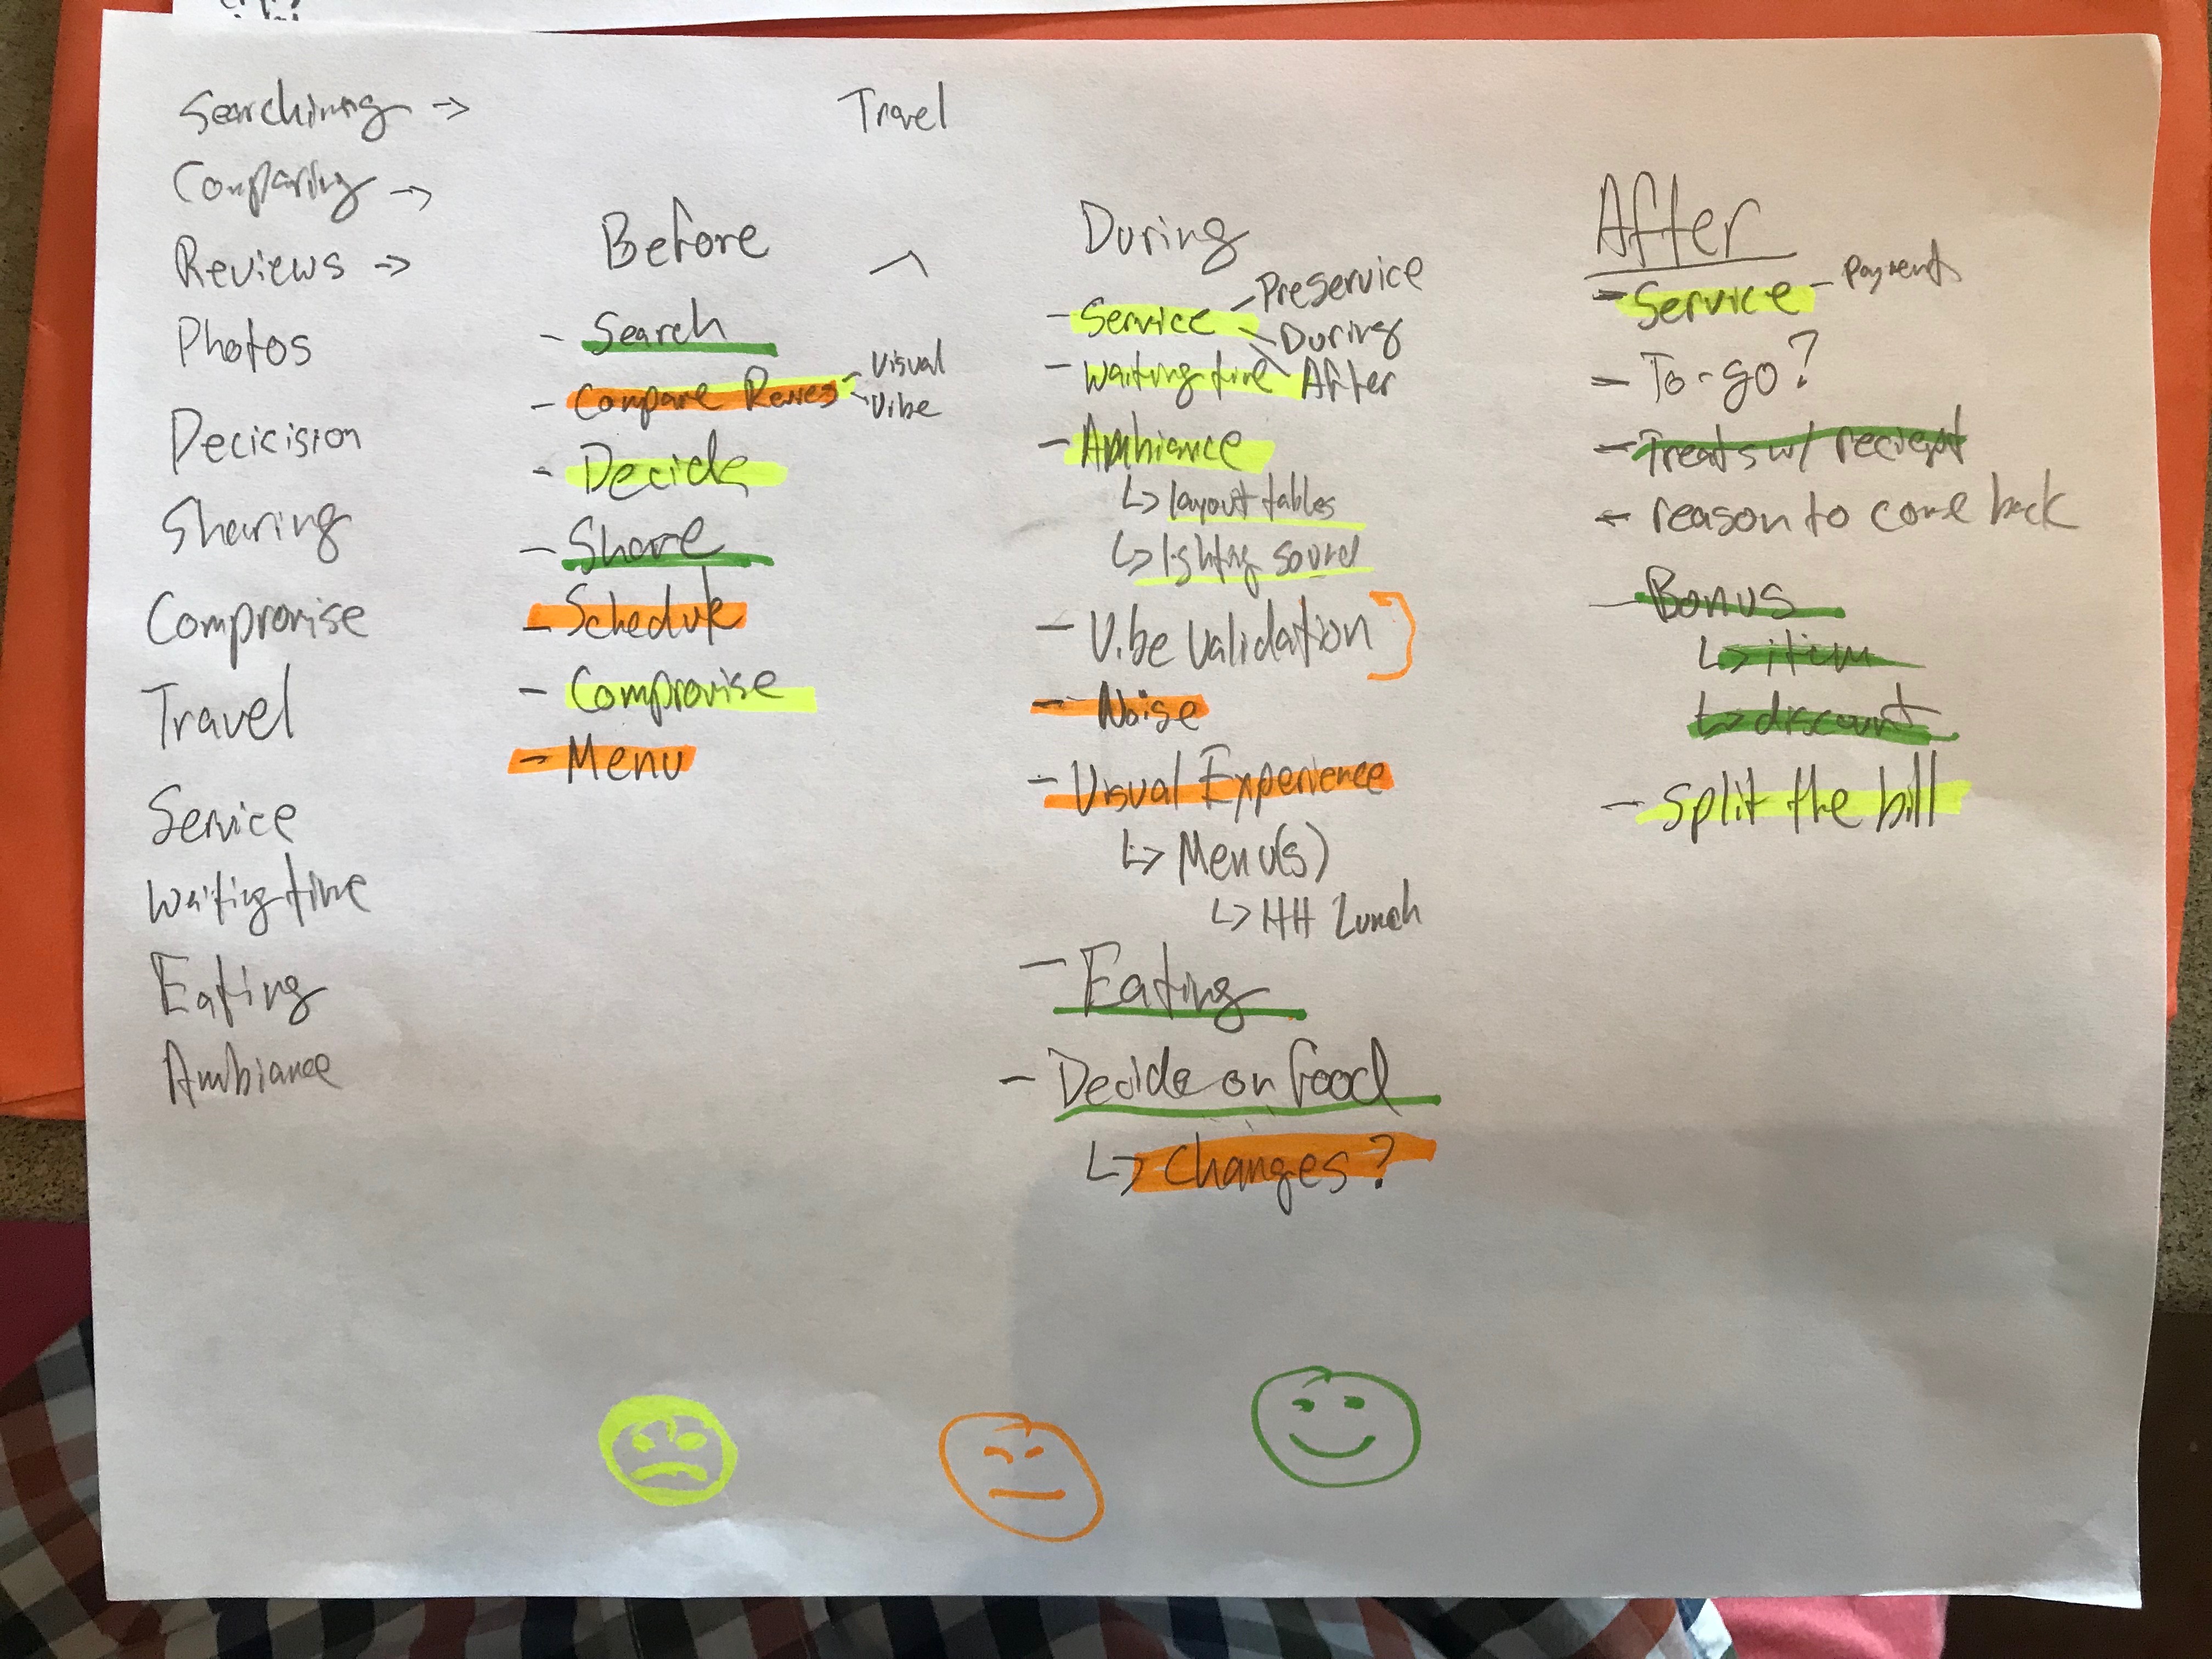 Searchinng →
Comparing →
Reviews →
Photos
Decicision
Sharing
Compromise
Travel
Service
Waiting time
Eating
Ambiance
Travel
Before
- Search
- Compare - Visual
- Vibe
- Decide
- Share
- Schedule
- Compromise
- Menu
During
- Service - Preservice
- During
After
- Waiting time
- Ambiance
↳ layout tables
↳ lighting sound
- Vibe Validation
- Noise
- Visual Experience
↳ Menu(s)
↳ HH Lunch
- Eating
- Decide on food
↳ Changes?
After
- Service - Payment
- To-go?
- Treats w/ reciept
- reason to come back
- Bonus
↳ item
↳ discount
- Split the bill